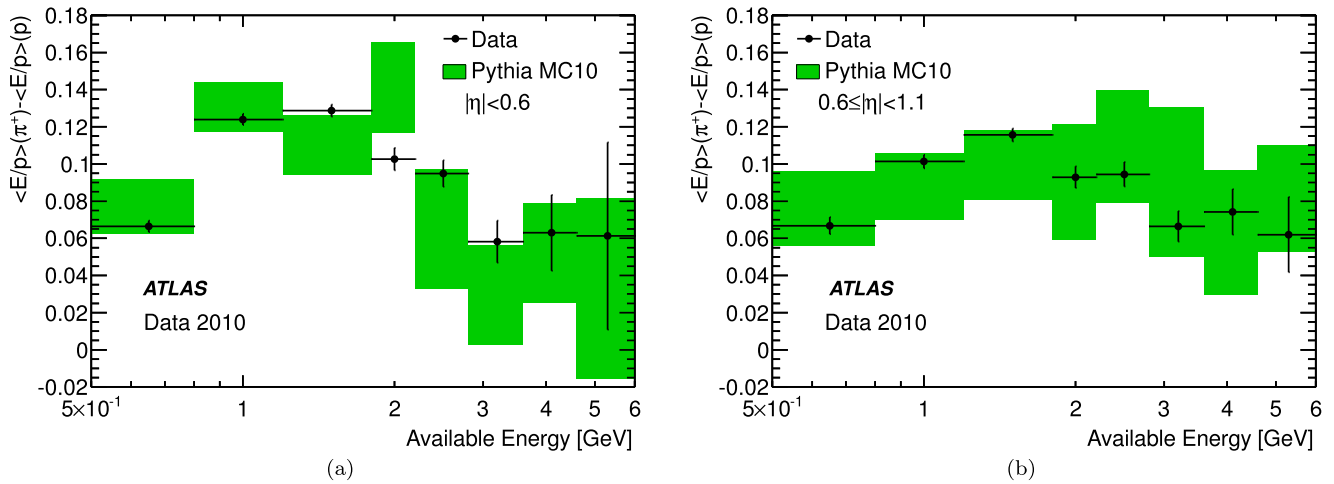 <E/p>(π⁺)-<E/p>(p)
0.18
0.16
0.14
0.12
0.1
0.08
0.06
0.04
0.02
0
-0.02
Data
Pythia MC10
|η|<0.6
ATLAS
Data 2010
5×10⁻¹
1
2
3
4
5
6
Available Energy [GeV]
(a)
<E/p>(π⁺)-<E/p>(p)
0.18
0.16
0.14
0.12
0.1
0.08
0.06
0.04
0.02
0
-0.02
Data
Pythia MC10
0.6≤|η|<1.1
ATLAS
Data 2010
5×10⁻¹
1
2
3
4
5
6
Available Energy [GeV]
(b)